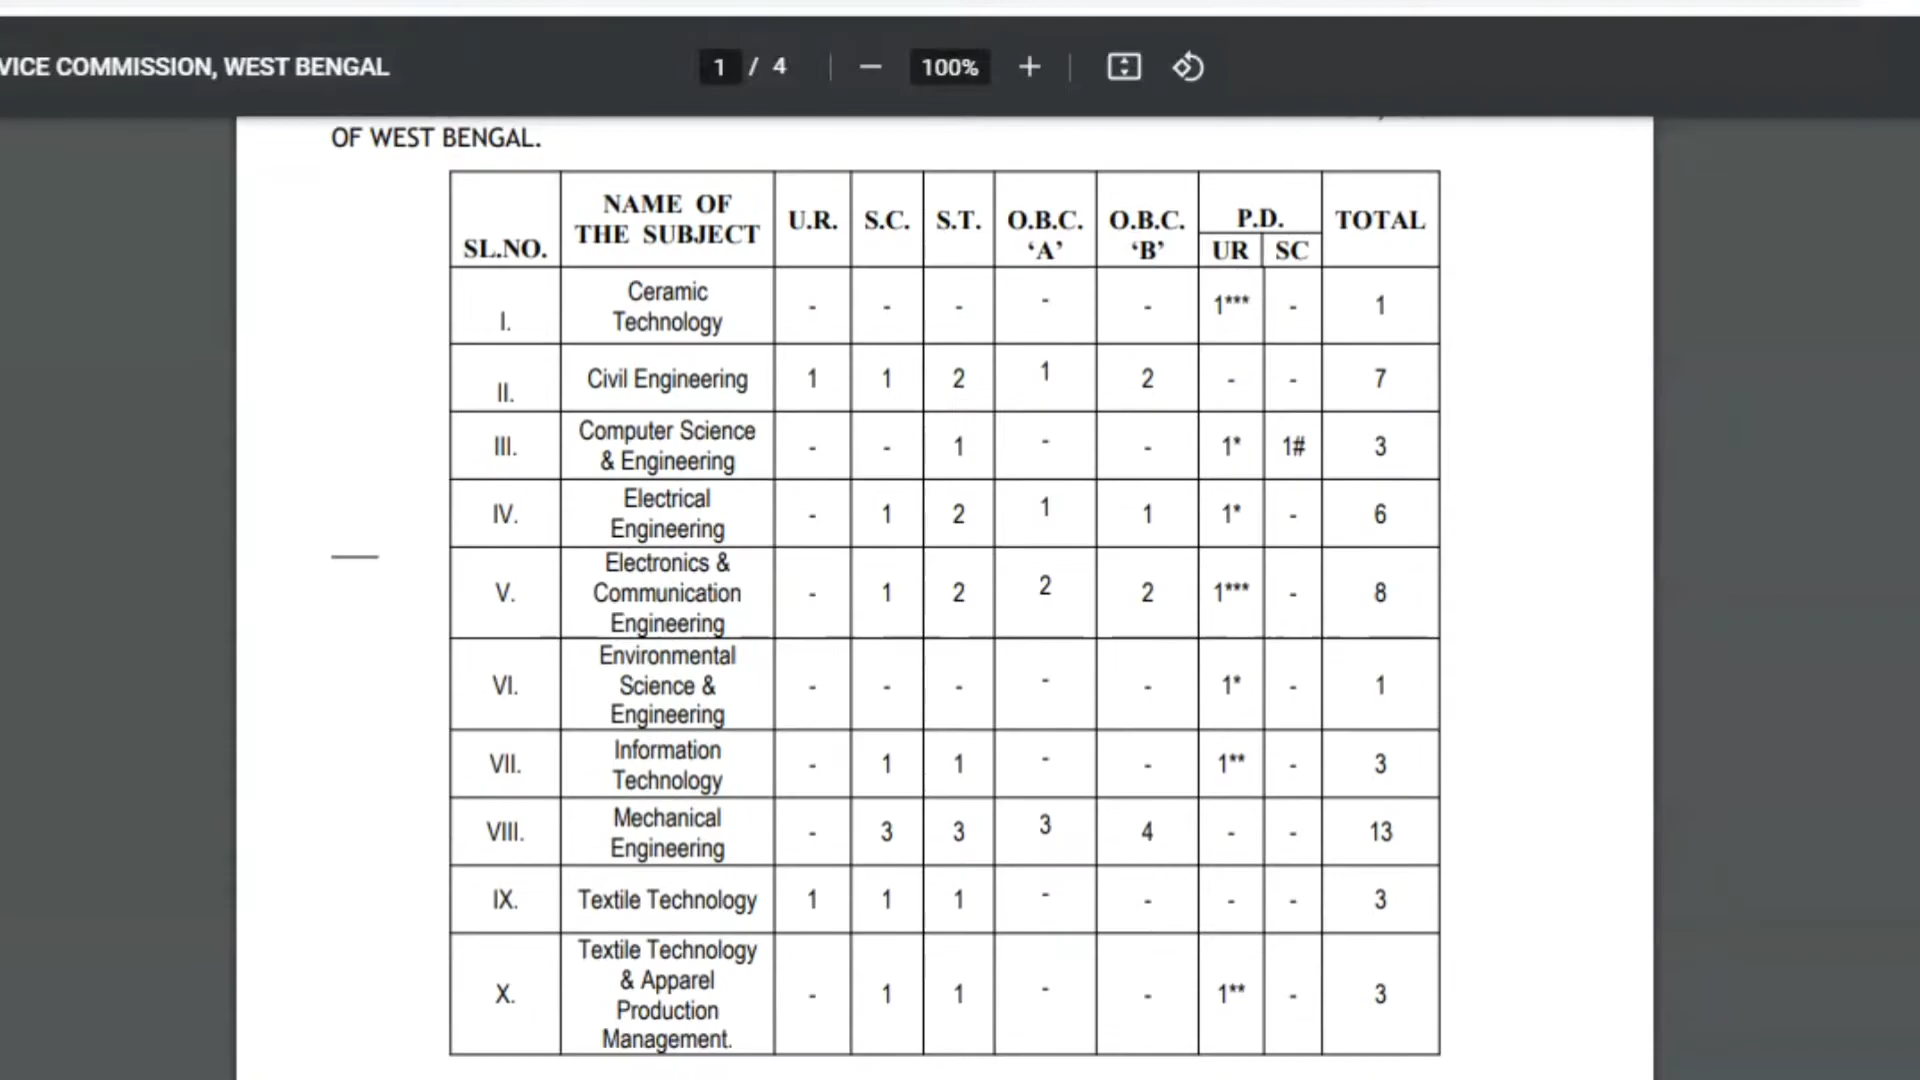 VICE COMMISSION, WEST BENGAL 1 / 4 100%
OF WEST BENGAL.
SL.NO. NAME OF THE SUBJECT U.R. S.C. S.T. O.B.C. 'A' O.B.C. 'B' P.D. UR SC TOTAL
I. Ceramic Technology - - - - - 1*** - 1
II. Civil Engineering 1 1 2 1 2 - - 7
III. Computer Science & Engineering - - 1 - - 1* 1# 3
IV. Electrical Engineering - 1 2 1 1 1* - 6
V. Electronics & Communication Engineering - 1 2 2 2 1*** - 8
VI. Environmental Science & Engineering - - - - - 1* - 1
VII. Information Technology - 1 1 - - 1** - 3
VIII. Mechanical Engineering - 3 3 3 4 - - 13
IX. Textile Technology 1 1 1 - - - - 3
X. Textile Technology & Apparel Production Management. - 1 1 - - 1** - 3